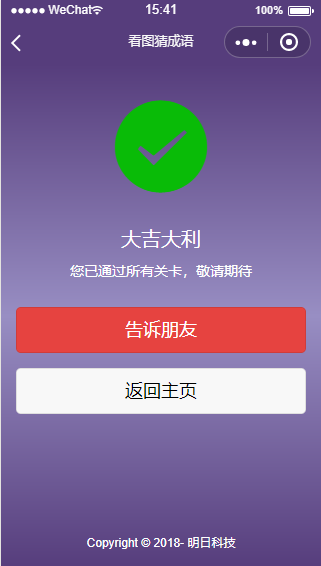 ●●●●● WeChat 15:41 100%
看图猜成语
大吉大利
您已通过所有关卡，敬请期待
告诉朋友
返回主页
Copyright © 2018- 明日科技